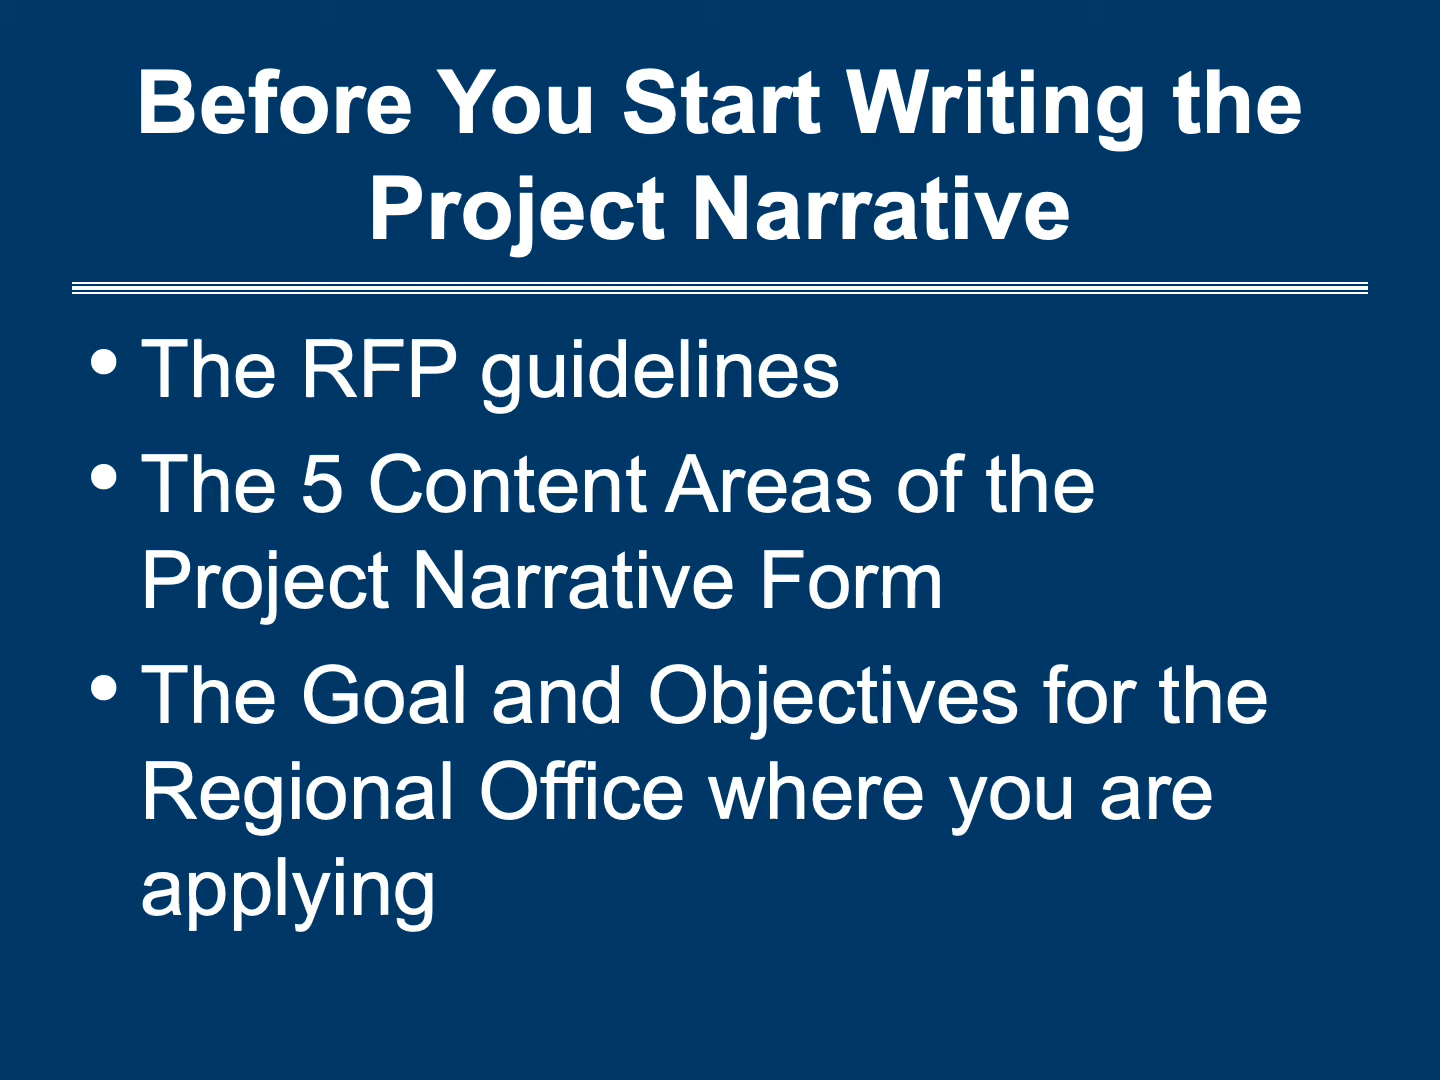 Before You Start Writing the
Project Narrative
• The RFP guidelines
• The 5 Content Areas of the
Project Narrative Form
• The Goal and Objectives for the
Regional Office where you are
applying